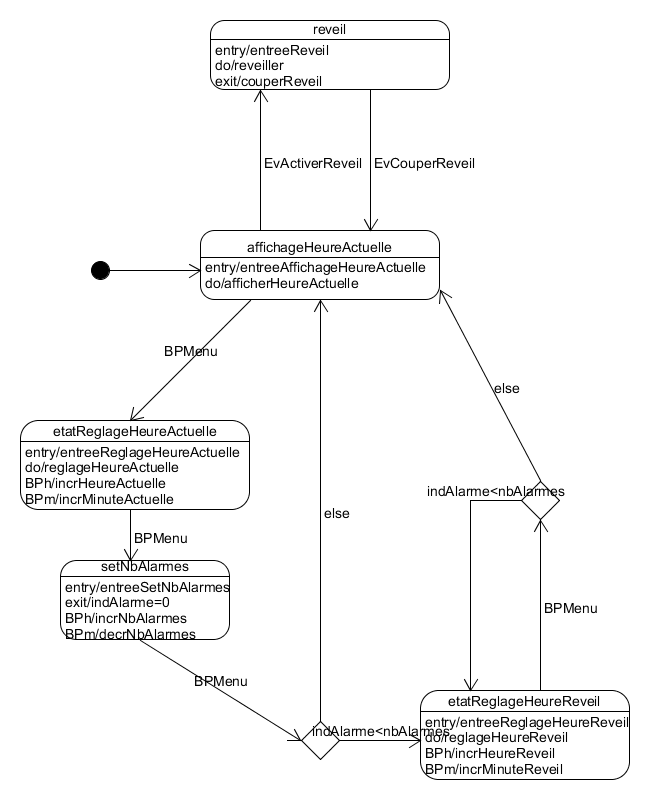 reveil
entry/entreeReveil
do/reveiller
exit/couperReveil
EvActiverReveil
EvCouperReveil
affichageHeureActuelle
entry/entreeAffichageHeureActuelle
do/afficherHeureActuelle
BPMenu
else
etatReglageHeureActuelle
entry/entreeReglageHeureActuelle
do/reglageHeureActuelle
BPh/incrHeureActuelle
BPm/incrMinuteActuelle
indAlarme<nbAlarmes
else
BPMenu
setNbAlarmes
entry/entreeSetNbAlarmes
exit/indAlarme=0
BPh/incrNbAlarmes
BPm/decrNbAlarmes
BPMenu
BPMenu
indAlarme<nbAlarmes
etatReglageHeureReveil
entry/entreeReglageHeureReveil
do/reglageHeureReveil
BPh/incrHeureReveil
BPm/incrMinuteReveil